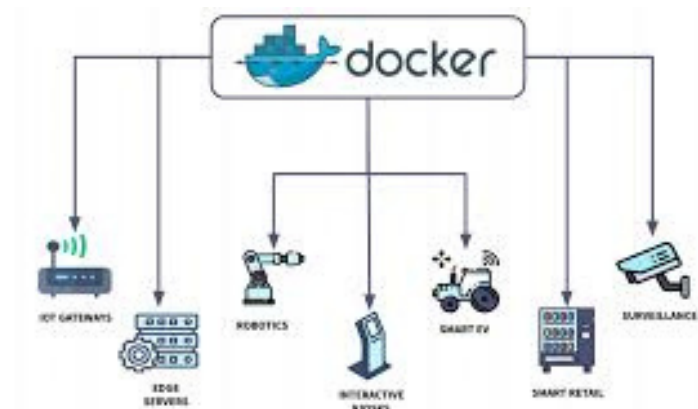 docker
IOT GATEWAYS
EDGE
SERVERS
ROBOTICS
INTERACTIVE
SMART EV
SMART RETAIL
SURVEILLANCE